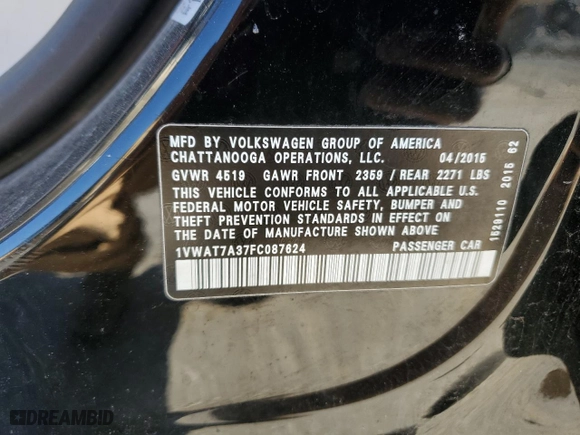 MFD BY VOLKSWAGEN GROUP OF AMERICA
CHATTANOOGA OPERATIONS, LLC. 04/2015
GVWR 4519 GAWR FRONT 2359 / REAR 2271 LBS
THIS VEHICLE CONFORMS TO ALL APPLICABLE U.S.
FEDERAL MOTOR VEHICLE SAFETY, BUMPER AND
THEFT PREVENTION STANDARDS IN EFFECT ON
THE DATE OF MANUFACTURE SHOWN ABOVE
1VWAT7A37FC087624 PASSENGER CAR
1529110 2015 62
DREAMBID